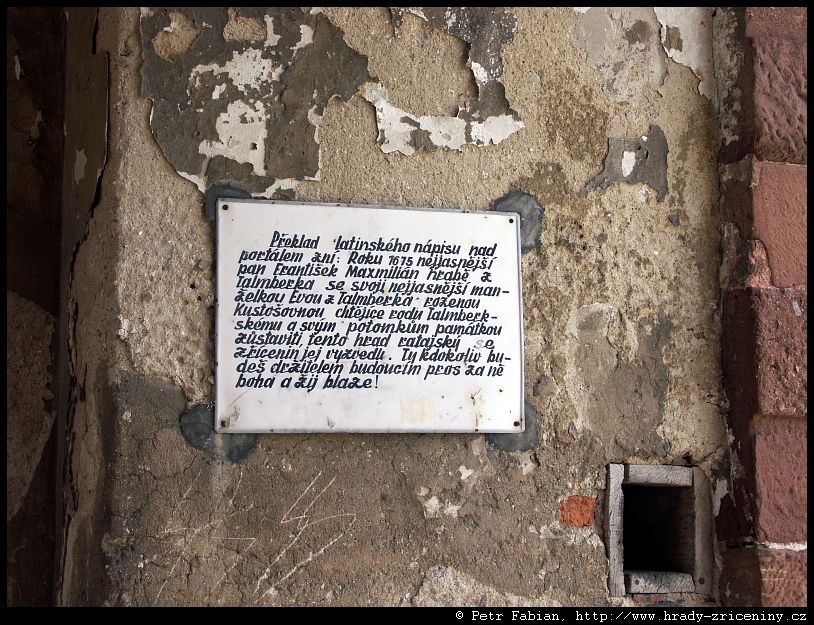 Překlad latinského nápisu nad
portálem zní: Roku 1675 nejjasnější
pan František Maxmilián hrabě z
Talmberka se svojí nejjasnější man-
želkou Evou z Talmberka rozenou
Kustošovnou chtějíce rodu Talmberk-
skému a svým potomkům památkou
zůstaviti, tento hrad ratajský se
zřícenin jej vyzvedu. Ty kdokoliv bu-
deš držitelem budoucím pros za ně
boha a žij blaze!
© Petr Fabian, http://www.hrady-zriceniny.cz